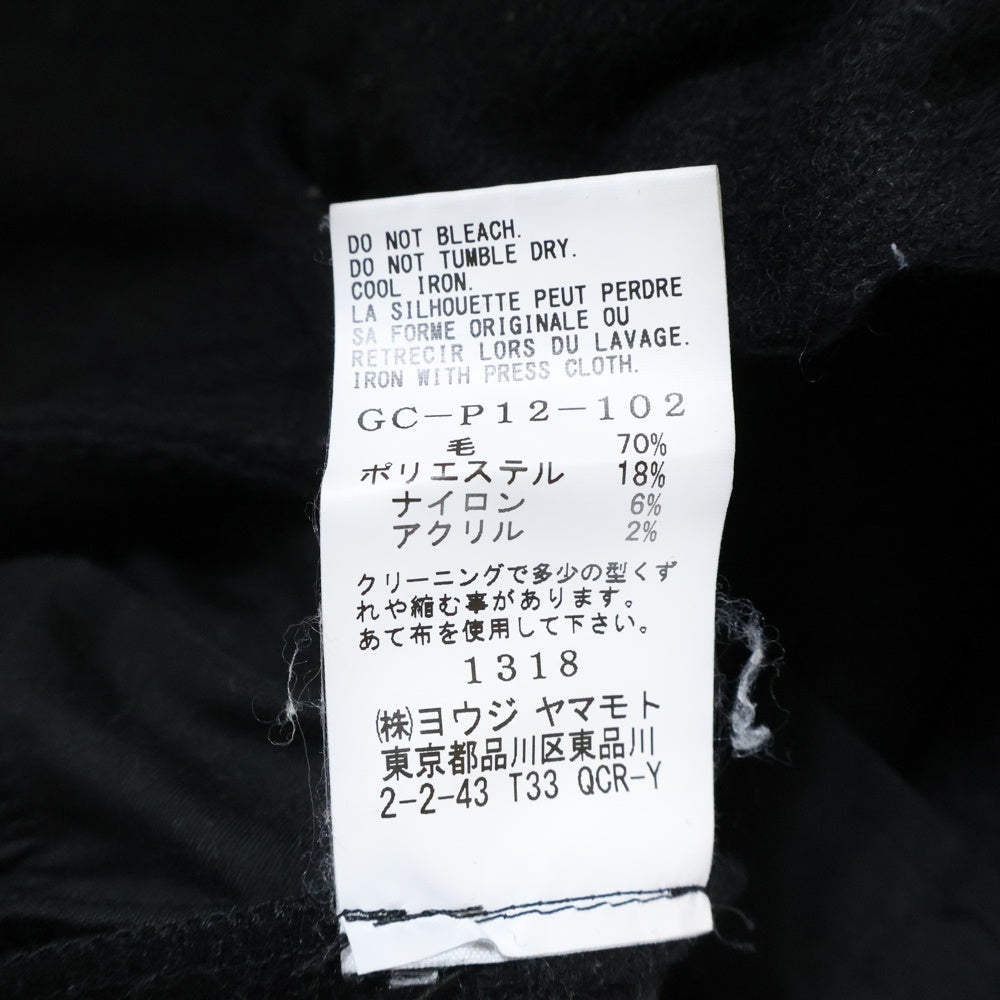 DO NOT BLEACH.
DO NOT TUMBLE DRY.
COOL IRON.
LA SILHOUETTE PEUT PERDRE
SA FORME ORIGINALE OU
RETRECIR LORS DU LAVAGE.
IRON WITH PRESS CLOTH.
GC-P12-102
毛 70%
ポリエステル 18%
ナイロン 6%
アクリル 2%
クリーニングで多少の型くず
れや縮む事があります。
あて布を使用して下さい。
1318
㈱ヨウジ ヤマモト
東京都品川区東品川
2-2-43 T33 QCR-Y